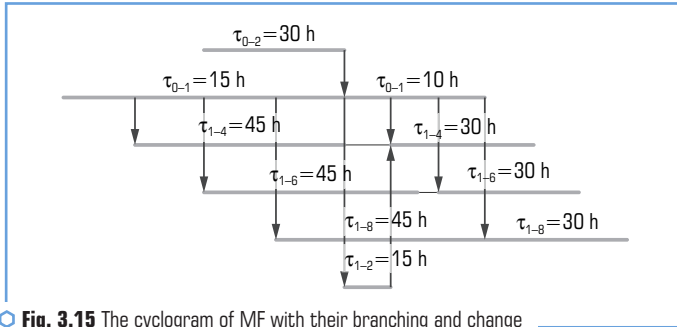 τ0–2=30 h
τ0–1=15 h τ0–1=10 h
τ1–4=45 h τ1–4=30 h
τ1–6=45 h τ1–6=30 h
τ1–8=45 h τ1–8=30 h
τ1–2=15 h
Fig. 3.15 The cyclogram of MF with their branching and change